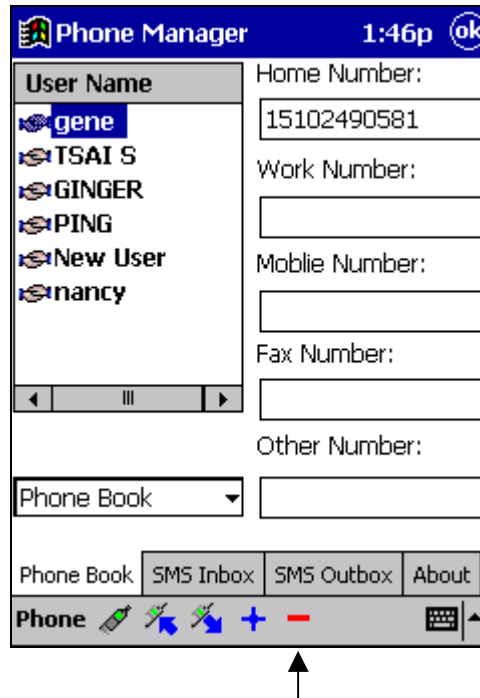 Phone Manager 1:46p ok
User Name
gene
TSAI S
GINGER
PING
New User
nancy
Phone Book
Home Number:
15102490581
Work Number:
Moblie Number:
Fax Number:
Other Number:
Phone Book SMS Inbox SMS Outbox About
Phone